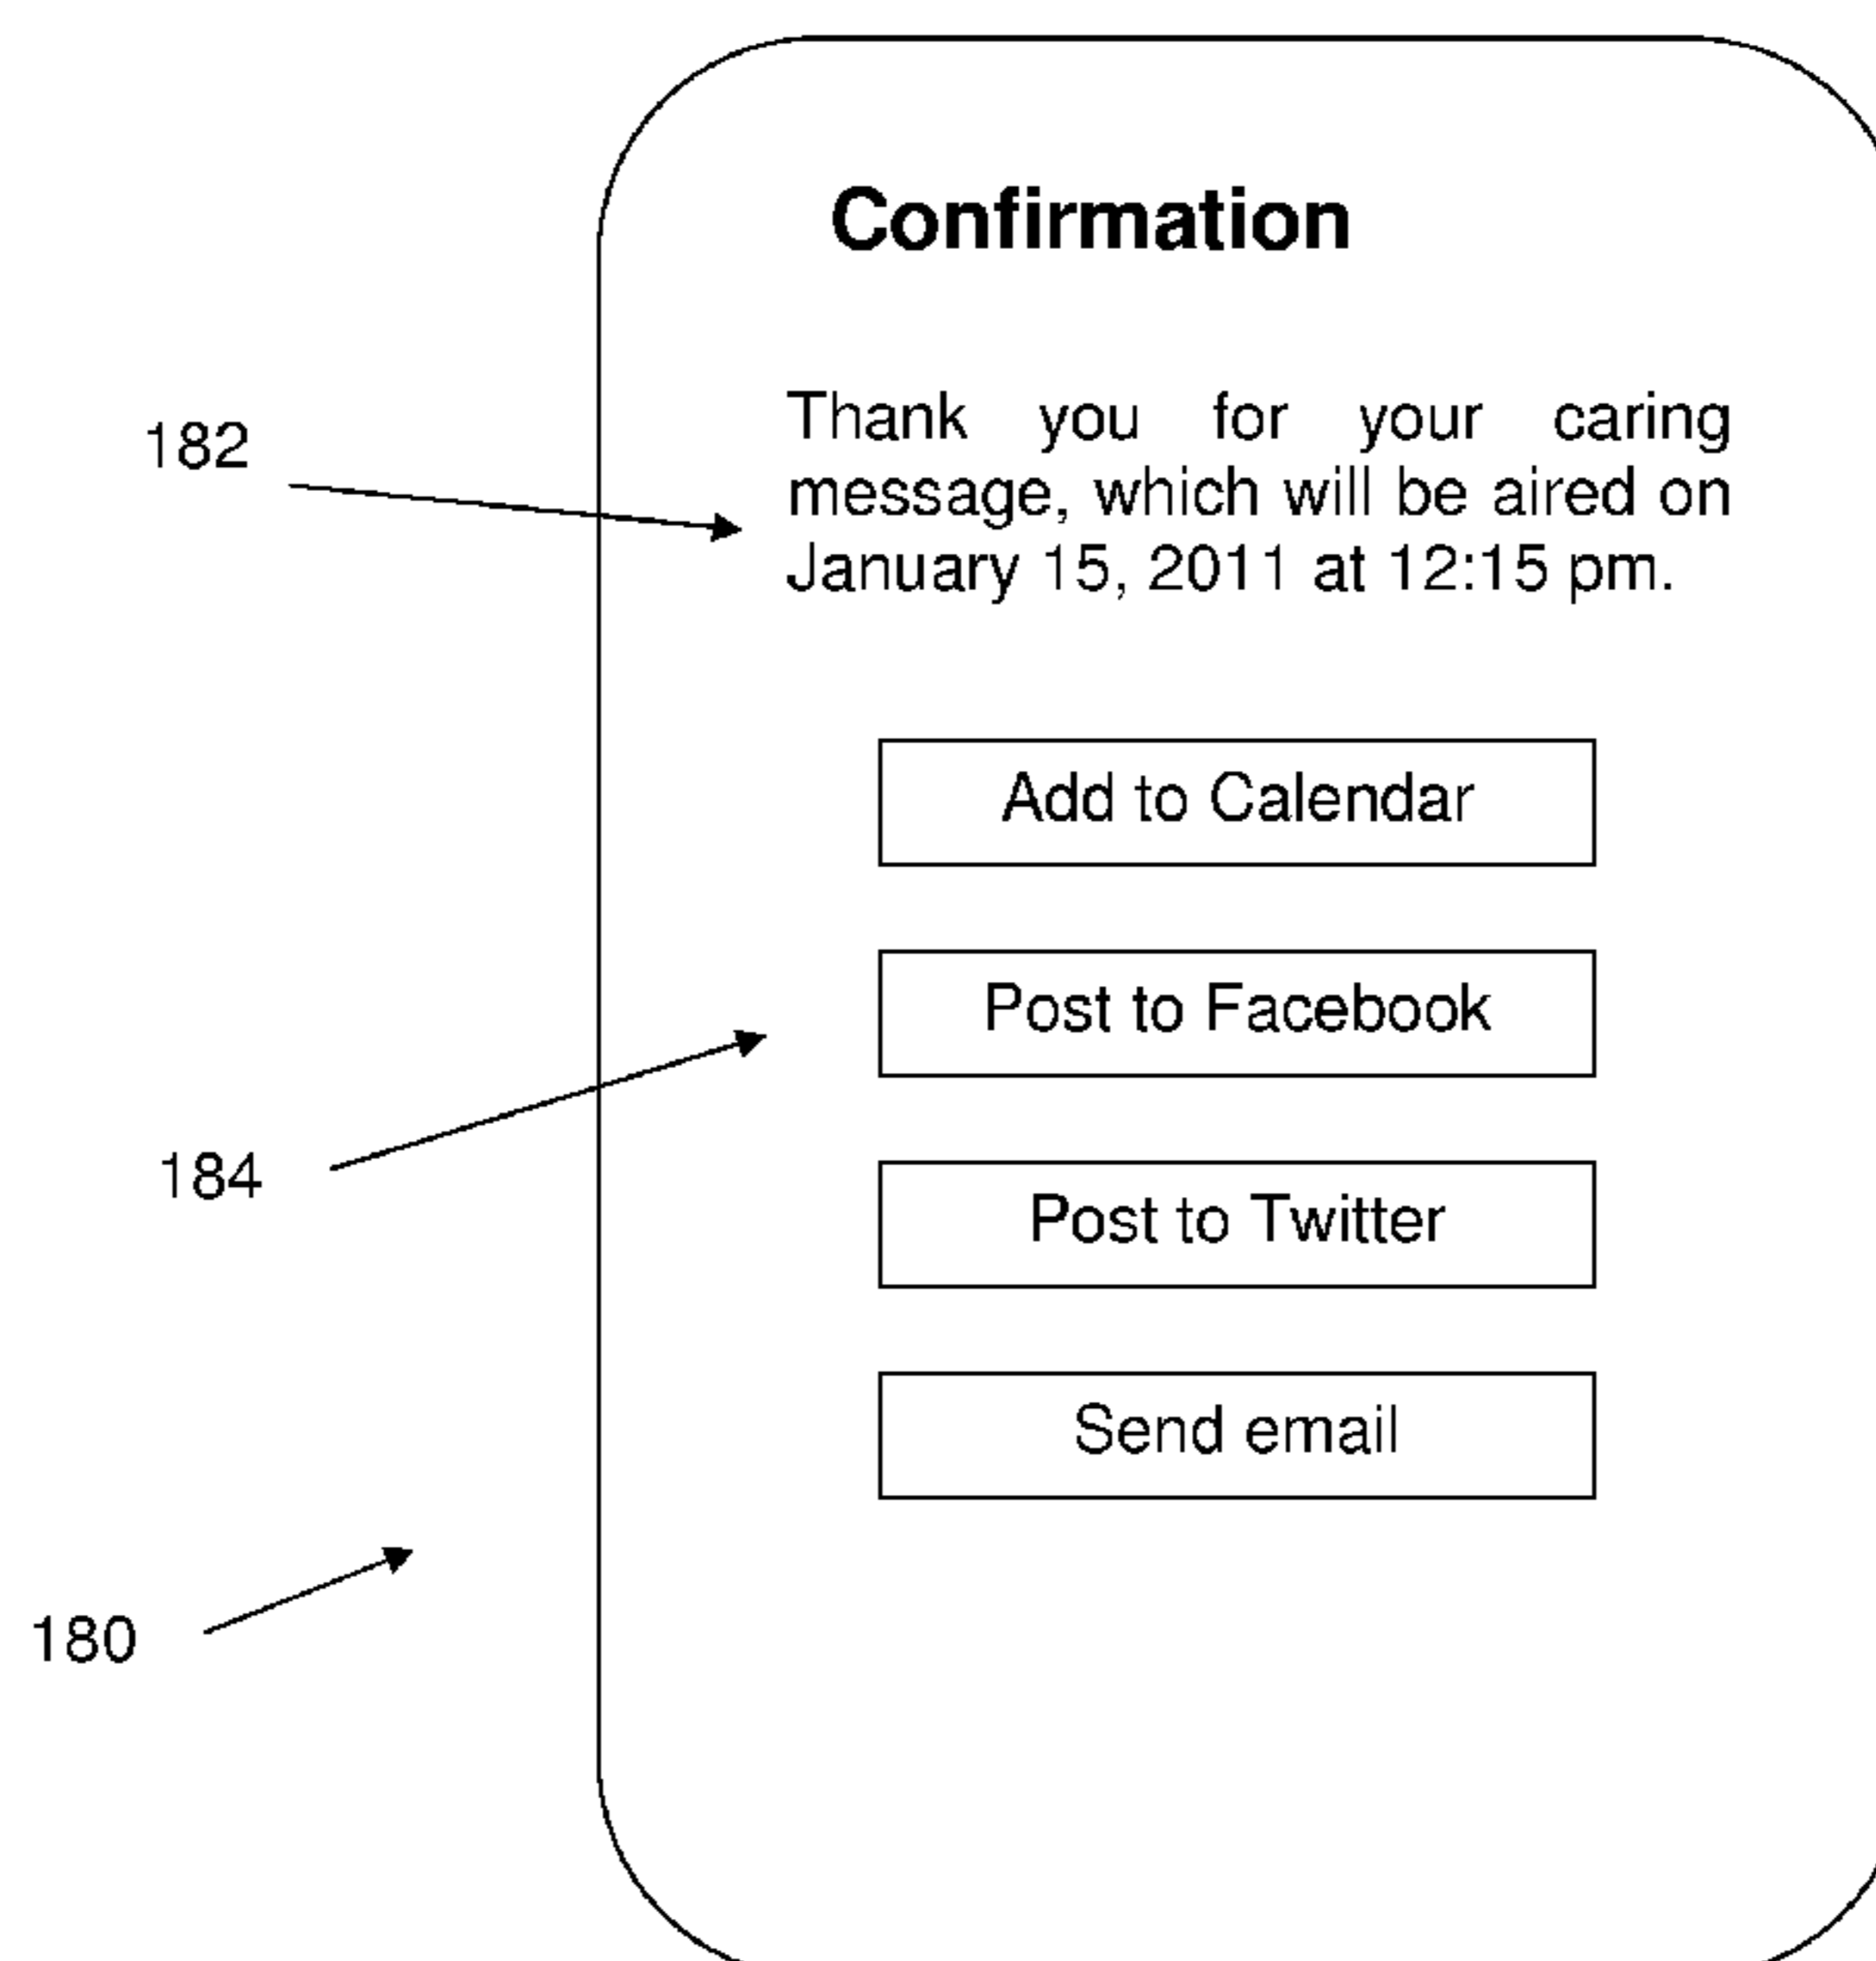 Confirmation
182
Thank you for your caring
message, which will be aired on
January 15, 2011 at 12:15 pm.
Add to Calendar
Post to Facebook
184
Post to Twitter
Send email
180